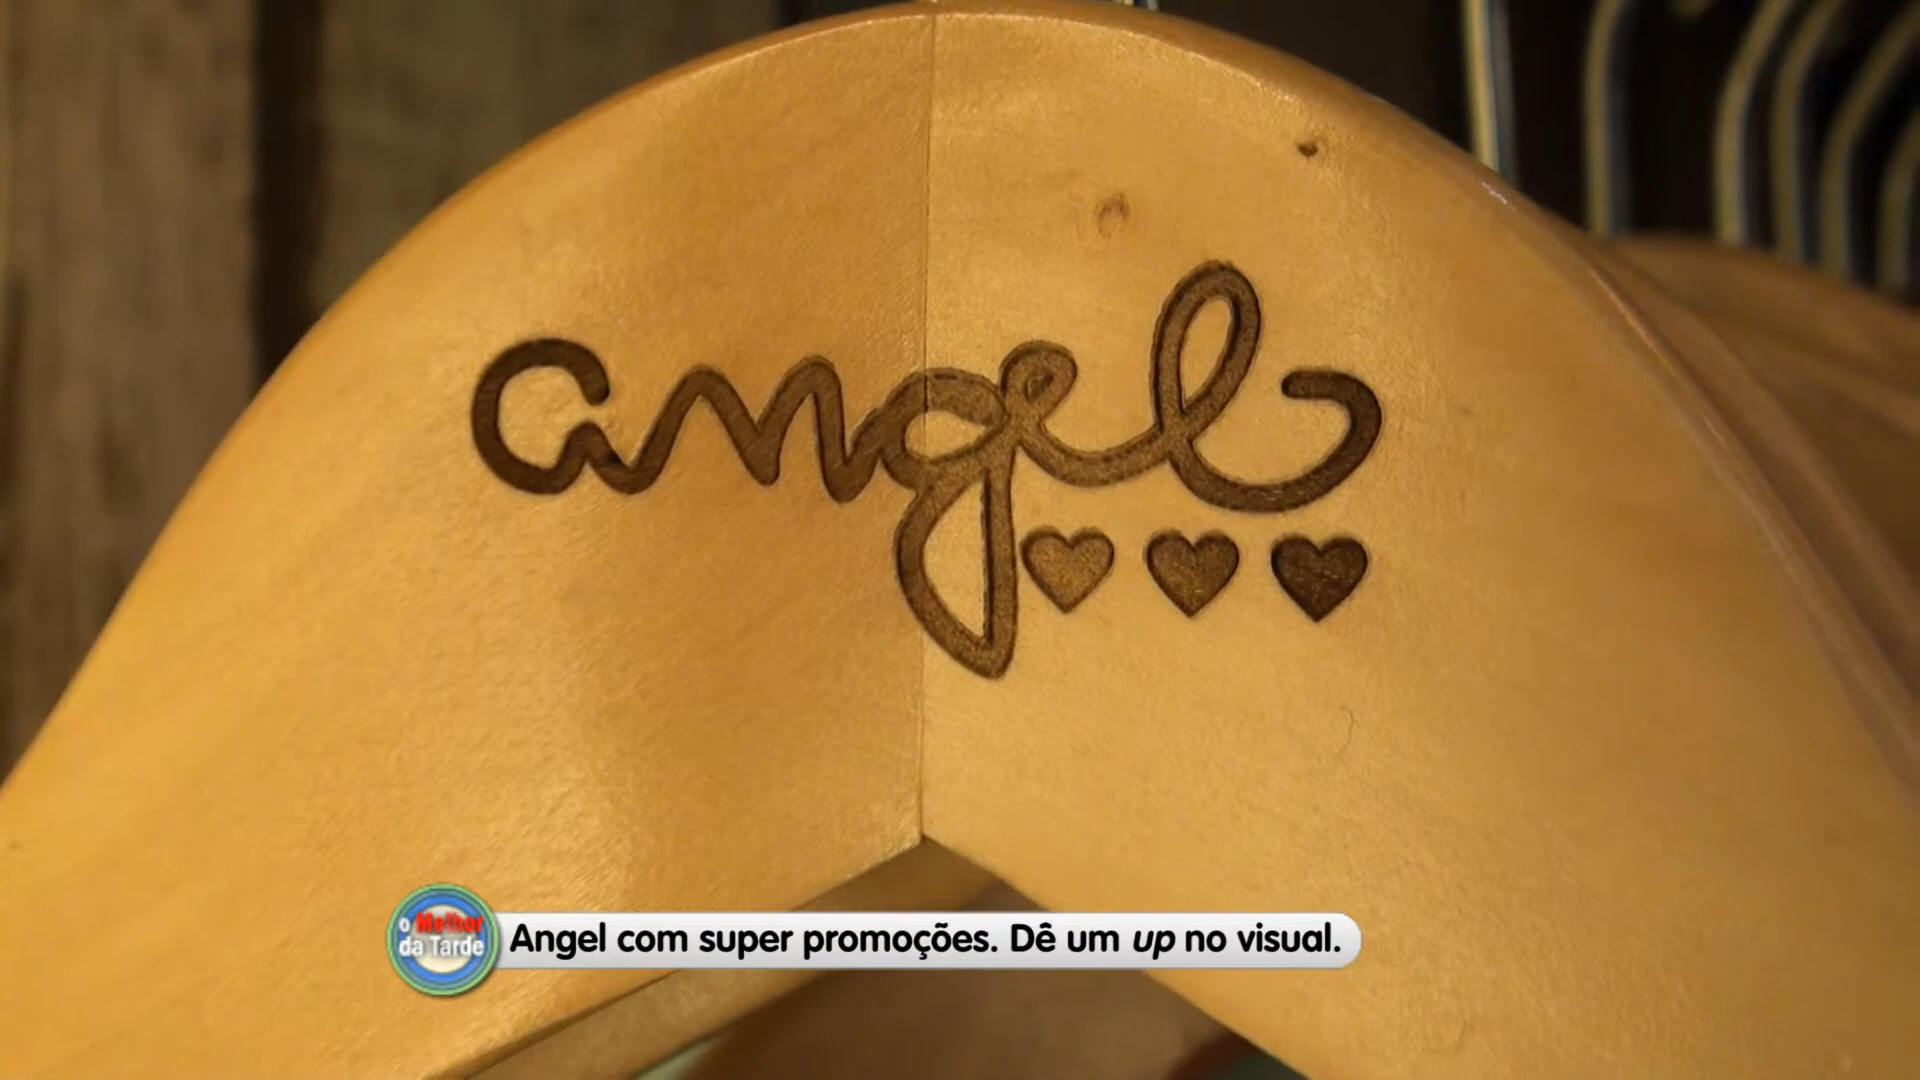 angel
o Melhor
da Tarde
Angel com super promoções. Dê um up no visual.